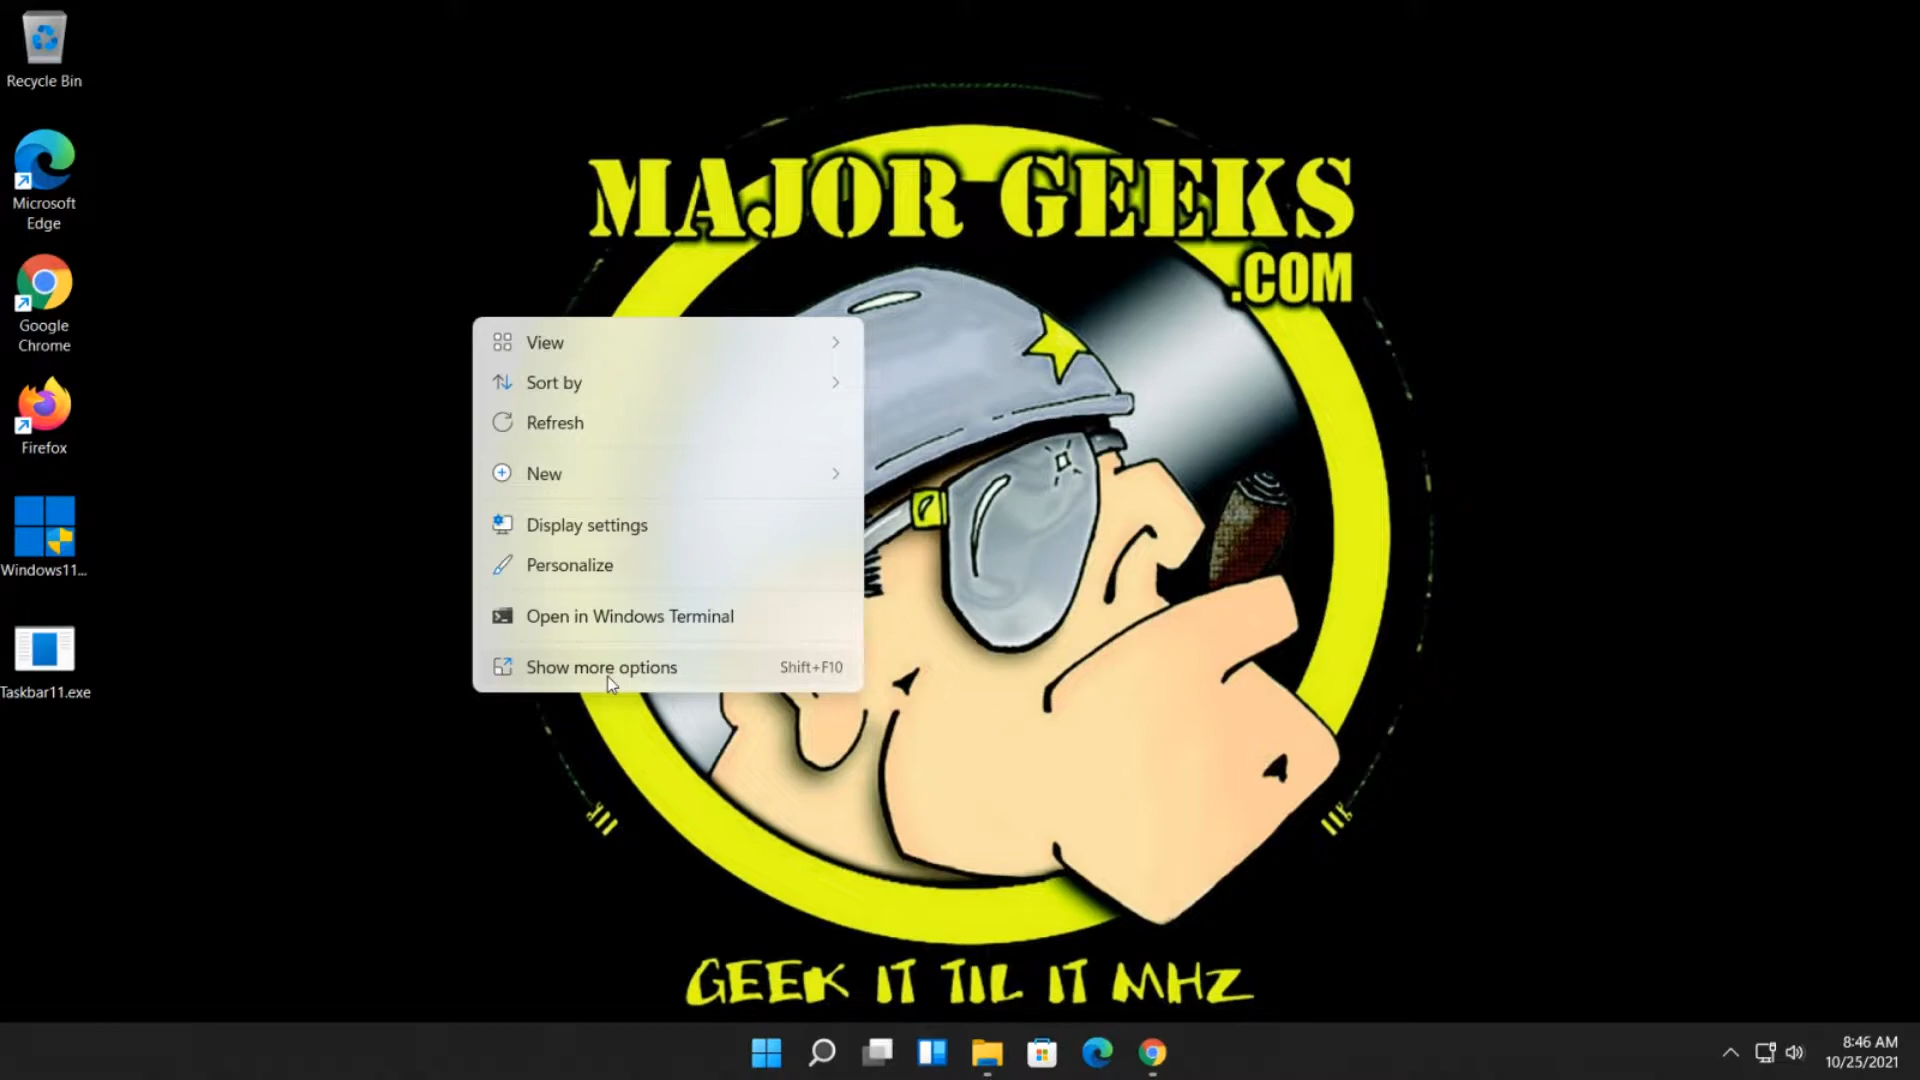 Recycle Bin
Microsoft
Edge
Google
Chrome
Firefox
Windows11...
Taskbar11.exe
MAJOR GEEKS
.COM
View
Sort by
Refresh
New
Display settings
Personalize
Open in Windows Terminal
Show more options Shift+F10
GEEK IT TIL IT MHZ
8:46 AM
10/25/2021